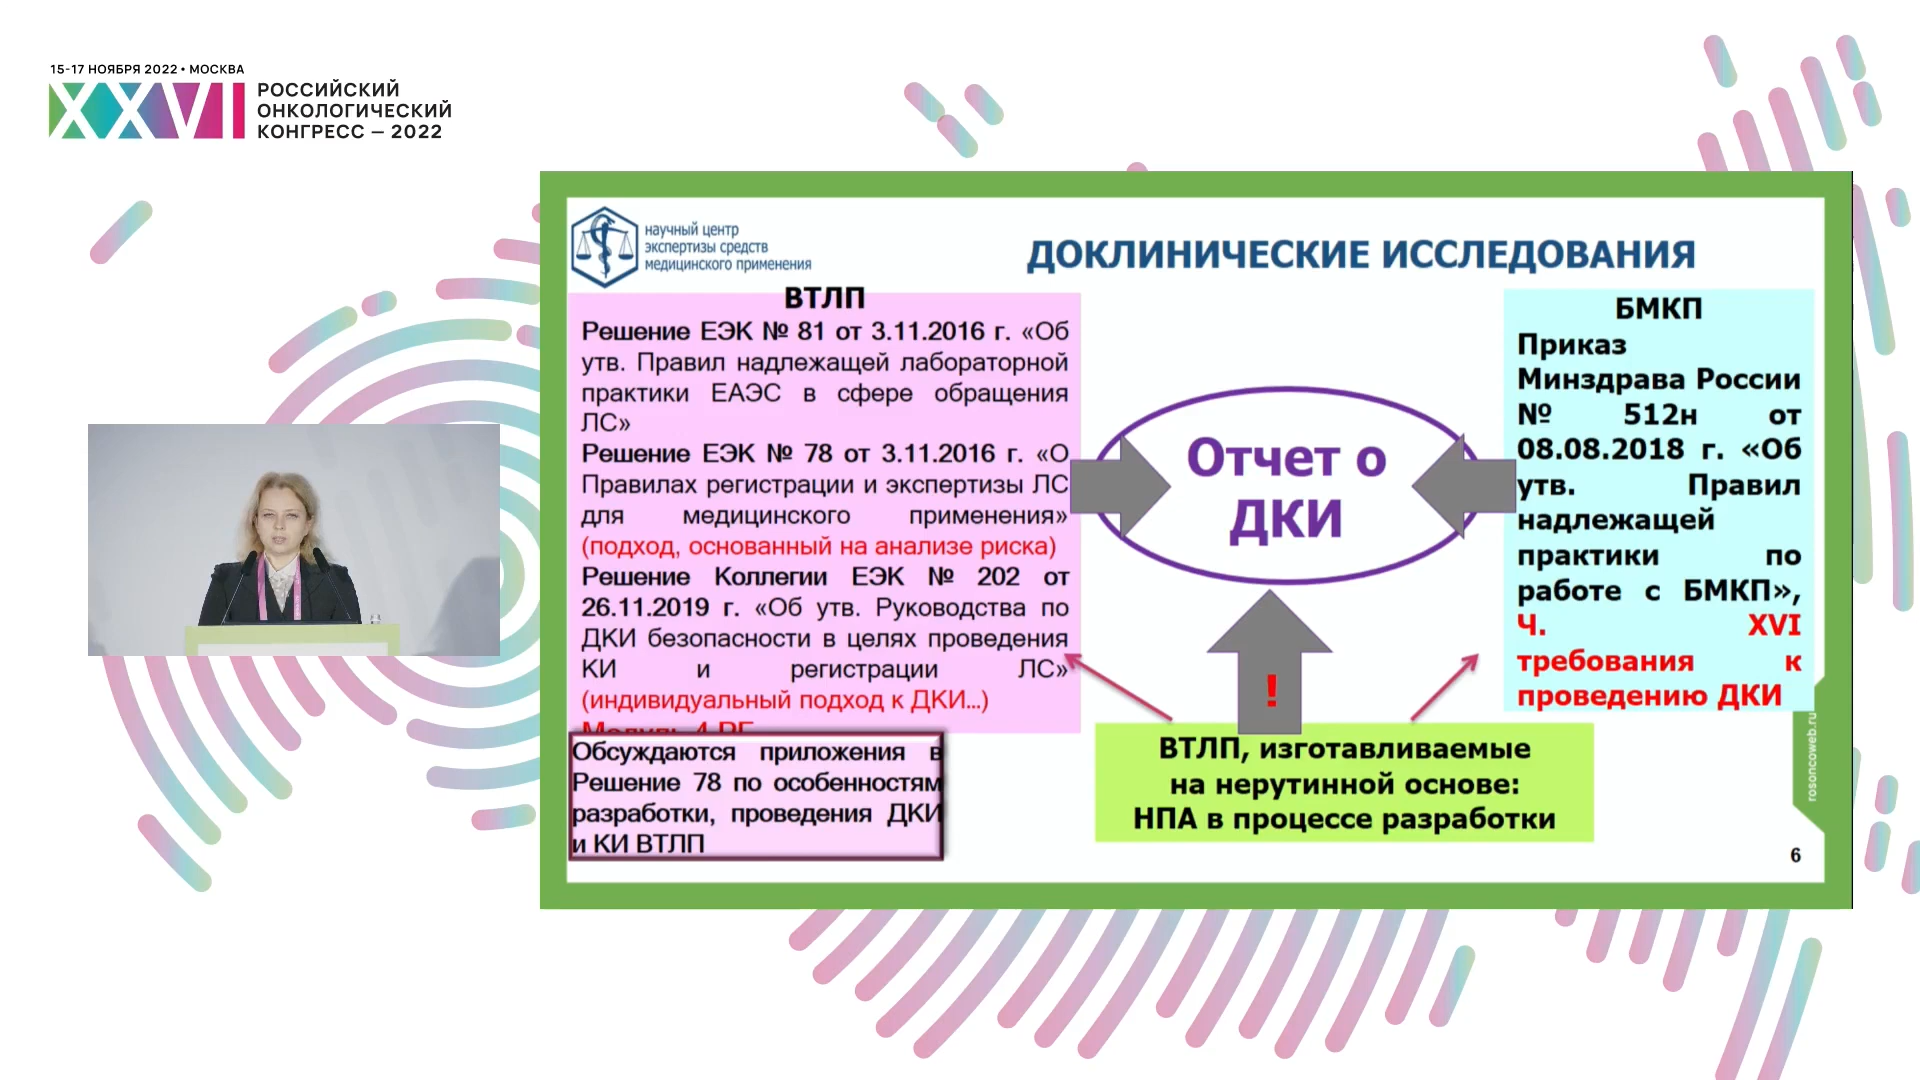 15-17 НОЯБРЯ 2022 • МОСКВА
XXVI
РОССИЙСКИЙ
ОНКОЛОГИЧЕСКИЙ
КОНГРЕСС – 2022
научный центр
экспертизы средств
медицинского применения
ДОКЛИНИЧЕСКИЕ ИССЛЕДОВАНИЯ
ВТЛП
Решение ЕЭК № 81 от 3.11.2016 г. «Об
утв. Правил надлежащей лабораторной
практики ЕАЭС в сфере обращения
ЛС»
Решение ЕЭК № 78 от 3.11.2016 г. «О
Правилах регистрации и экспертизы ЛС
для медицинского применения»
(подход, основанный на анализе риска)
Решение Коллегии ЕЭК № 202 от
26.11.2019 г. «Об утв. Руководства по
ДКИ безопасности в целях проведения
КИ и регистрации ЛС»
(индивидуальный подход к ДКИ...)
Обсуждаются приложения в
Решение 78 по особенностям
разработки, проведения ДКИ
и КИ ВТЛП
Отчет о
ДКИ
!
ВТЛП, изготавливаемые
на нерутинной основе:
НПА в процессе разработки
БМКП
Приказ
Минздрава России
№ 512н от
08.08.2018 г. «Об
утв. Правил
надлежащей
практики по
работе с БМКП»,
Ч. XVI
требования к
проведению ДКИ
rosoncoweb.ru
6